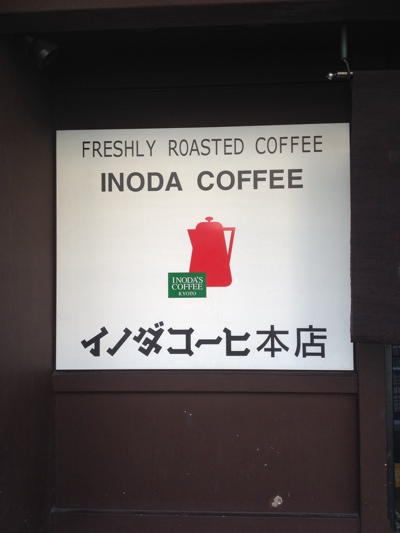 FRESHLY ROASTED COFFEE
INODA COFFEE
INODA'S
COFFEE
KYOTO
イノダコーヒ本店